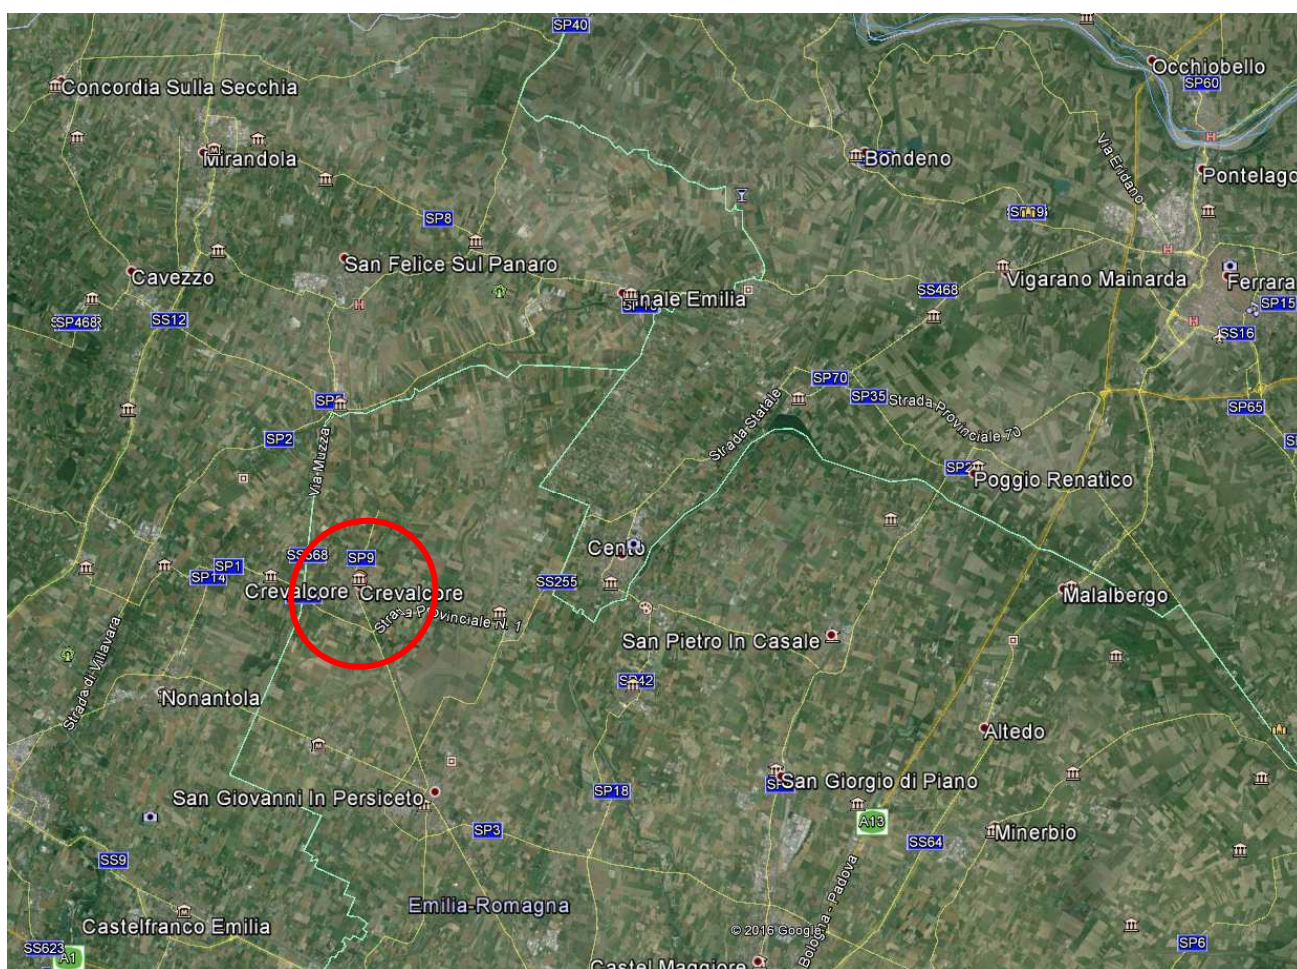 SP40
Occhiobello
SP60
Concordia Sulla Secchia
Mirandola
Bondeno
Via Eridano
Pontelago
SP8
San Felice Sul Panaro
Cavezzo
Vigarano Mainarda
Ferrara
SS468
Finale Emilia
SP15
SP468
SS12
SS16
SP70
SP35
Strada Provinciale 70
SP65
Strada Statale
SP2
Via Muzza
Poggio Renatico
Cento
SS568
SP9
SP1
SP14
SS255
Crevalcore
Crevalcore
Strada Provinciale N. 1
Malalbergo
San Pietro In Casale
Strada di Villavara
SP42
Nonantola
Altedo
San Giorgio di Piano
San Giovanni In Persiceto
SP18
A13
SP3
Minerbio
SS64
SS9
Bologna - Padova
Emilia-Romagna
Castelfranco Emilia
© 2016 Google
SS623
A1
SP6
Castel Maggiore